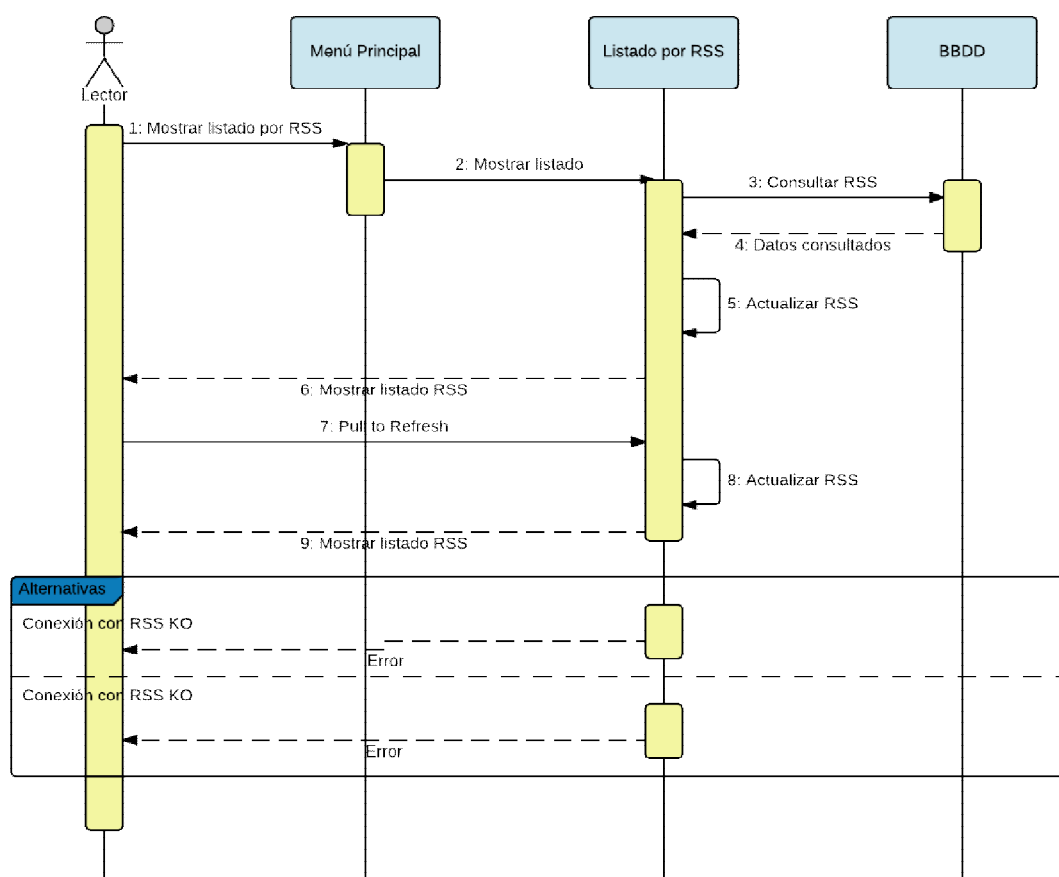 Lector
Menú Principal
Listado por RSS
BBDD
1: Mostrar listado por RSS
2: Mostrar listado
3: Consultar RSS
4: Datos consultados
5: Actualizar RSS
6: Mostrar listado RSS
7: Pull to Refresh
8: Actualizar RSS
9: Mostrar listado RSS
Alternativas
Conexión con RSS KO
Error
Conexión con RSS KO
Error